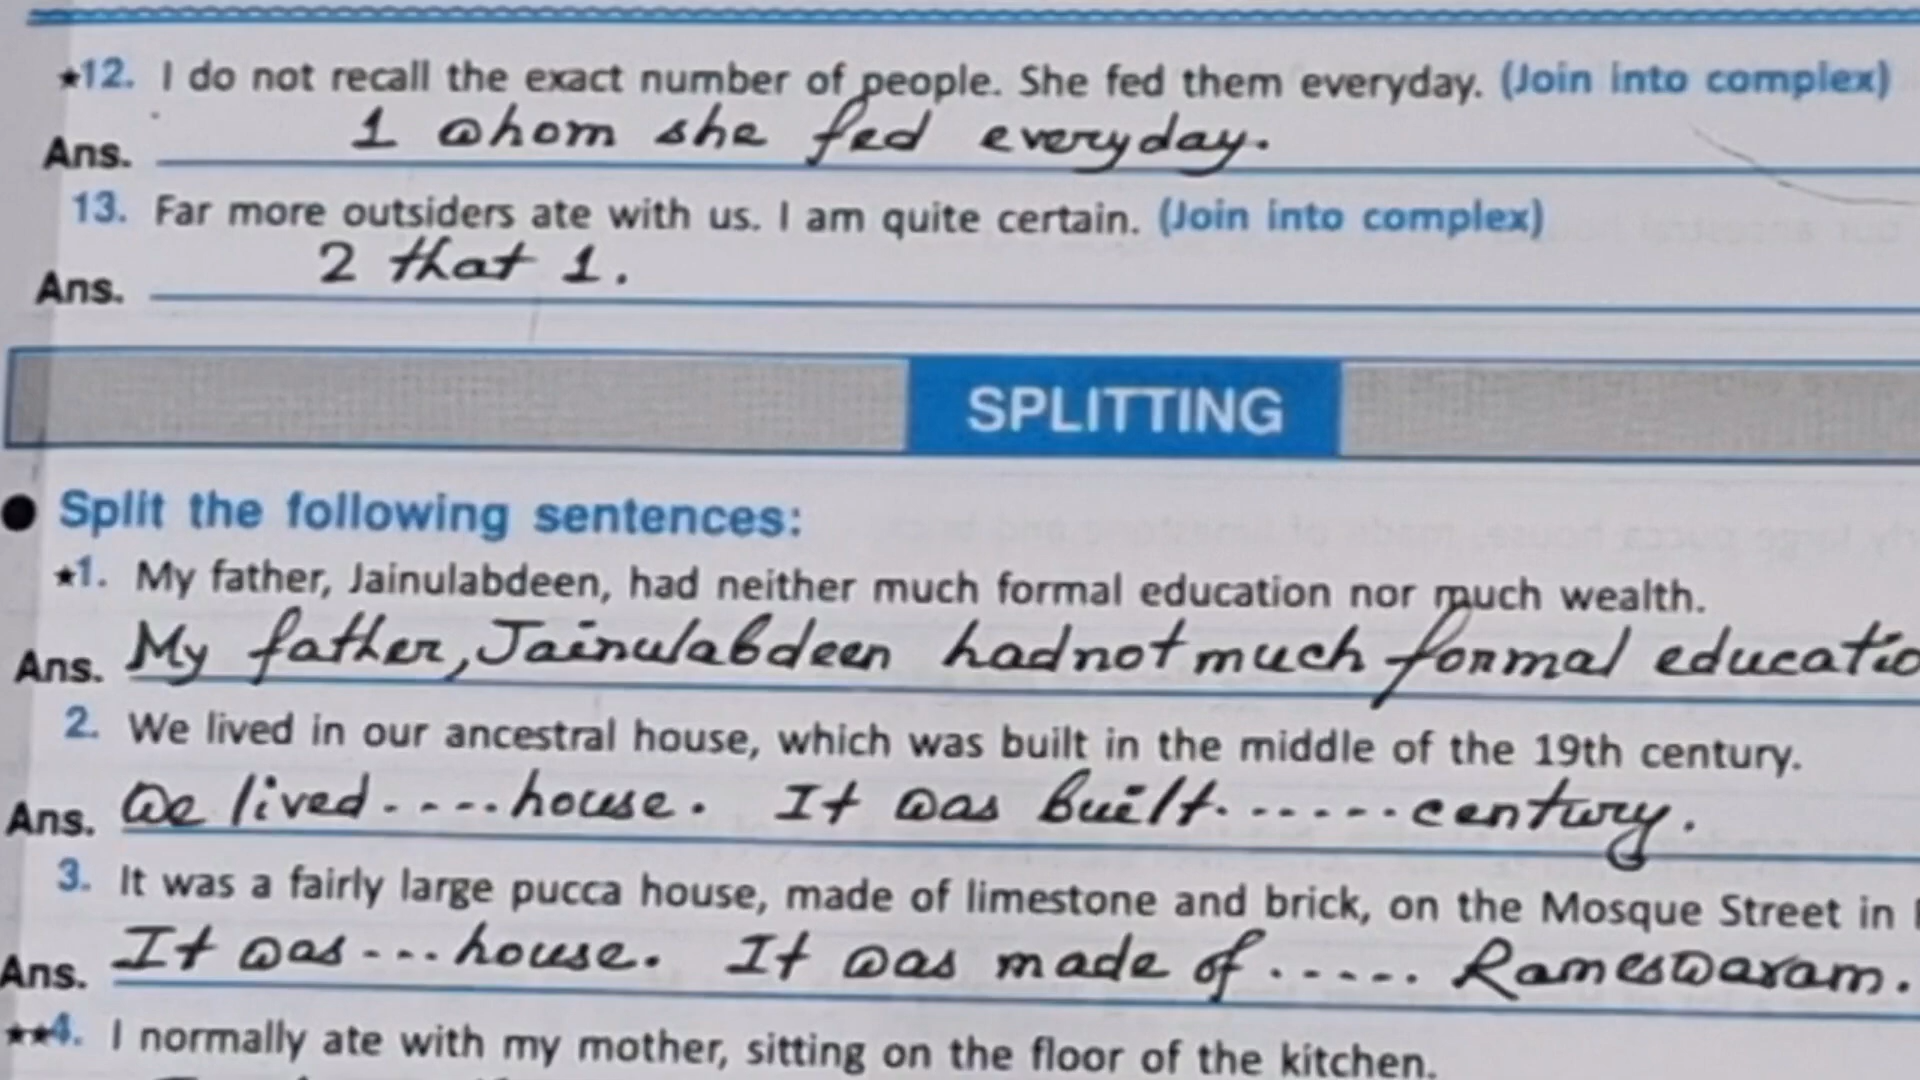 ★12. I do not recall the exact number of people. She fed them everyday. (Join into complex)
Ans. 1 whom she fed everyday.
13. Far more outsiders ate with us. I am quite certain. (Join into complex)
Ans. 2 that 1.
SPLITTING
● Split the following sentences:
★1. My father, Jainulabdeen, had neither much formal education nor much wealth.
Ans. My father, Jainulabdeen had not much formal educatio
2. We lived in our ancestral house, which was built in the middle of the 19th century.
Ans. We lived ---- house. It was built ------ century.
3. It was a fairly large pucca house, made of limestone and brick, on the Mosque Street in
Ans. It was --- house. It was made of ----- Rameswaram.
★★4. I normally ate with my mother, sitting on the floor of the kitchen.